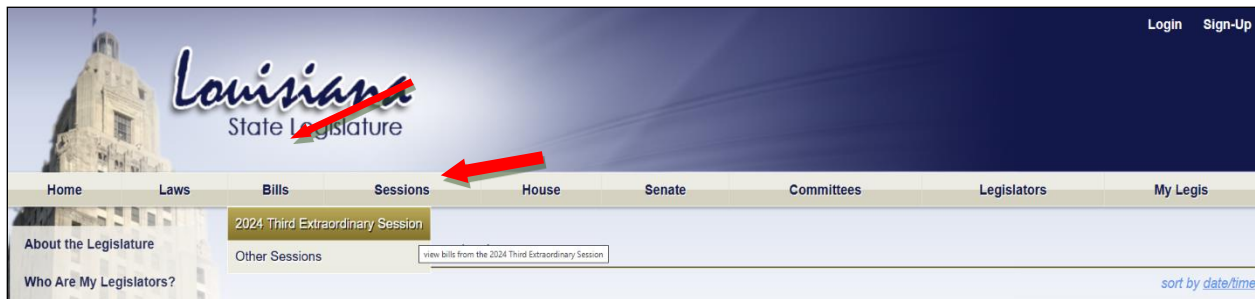 Login Sign-Up
Louisiana
State Legislature
Home Laws Bills Sessions House Senate Committees Legislators My Legis
2024 Third Extraordinary Session
About the Legislature
Other Sessions
view bills from the 2024 Third Extraordinary Session
Who Are My Legislators?
sort by date/time